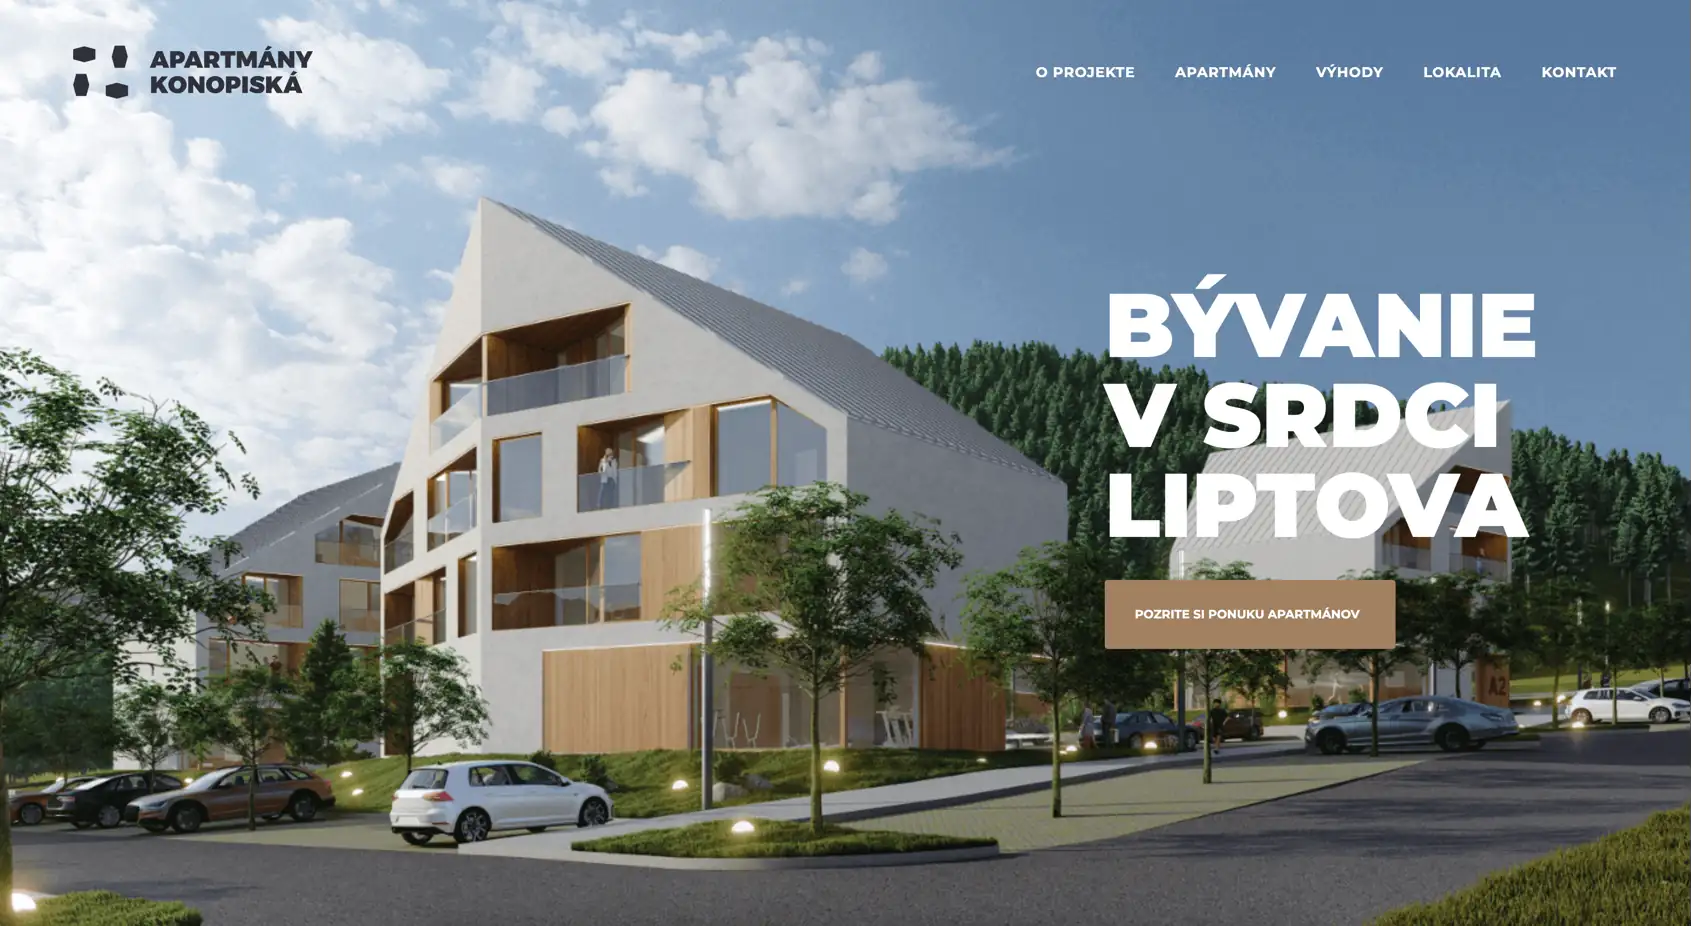 APARTMÁNY
KONOPISKÁ
O PROJEKTE
APARTMÁNY
VÝHODY
LOKALITA
KONTAKT
BÝVANIE
V SRDCI
LIPTOVA
POZRITE SI PONUKU APARTMÁNOV
A2